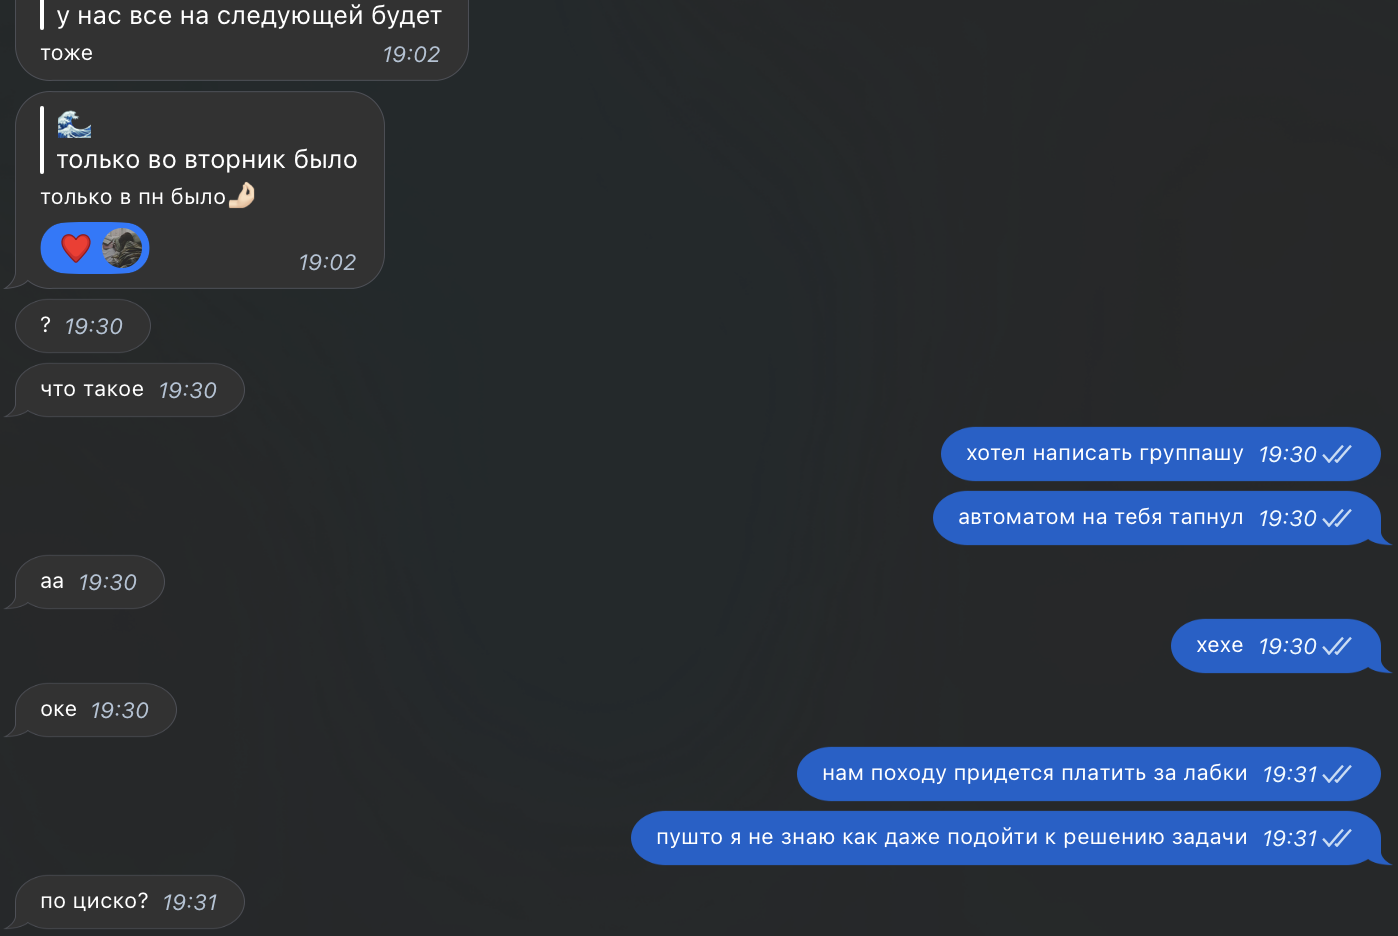 у нас все на следующей будет
тоже 19:02
🌊
только во вторник было
только в пн было🤌🏻
❤️ 19:02
? 19:30
что такое 19:30
хотел написать группашу 19:30
автоматом на тебя тапнул 19:30
аа 19:30
хехе 19:30
оке 19:30
нам походу придется платить за лабки 19:31
пушто я не знаю как даже подойти к решению задачи 19:31
по циско? 19:31